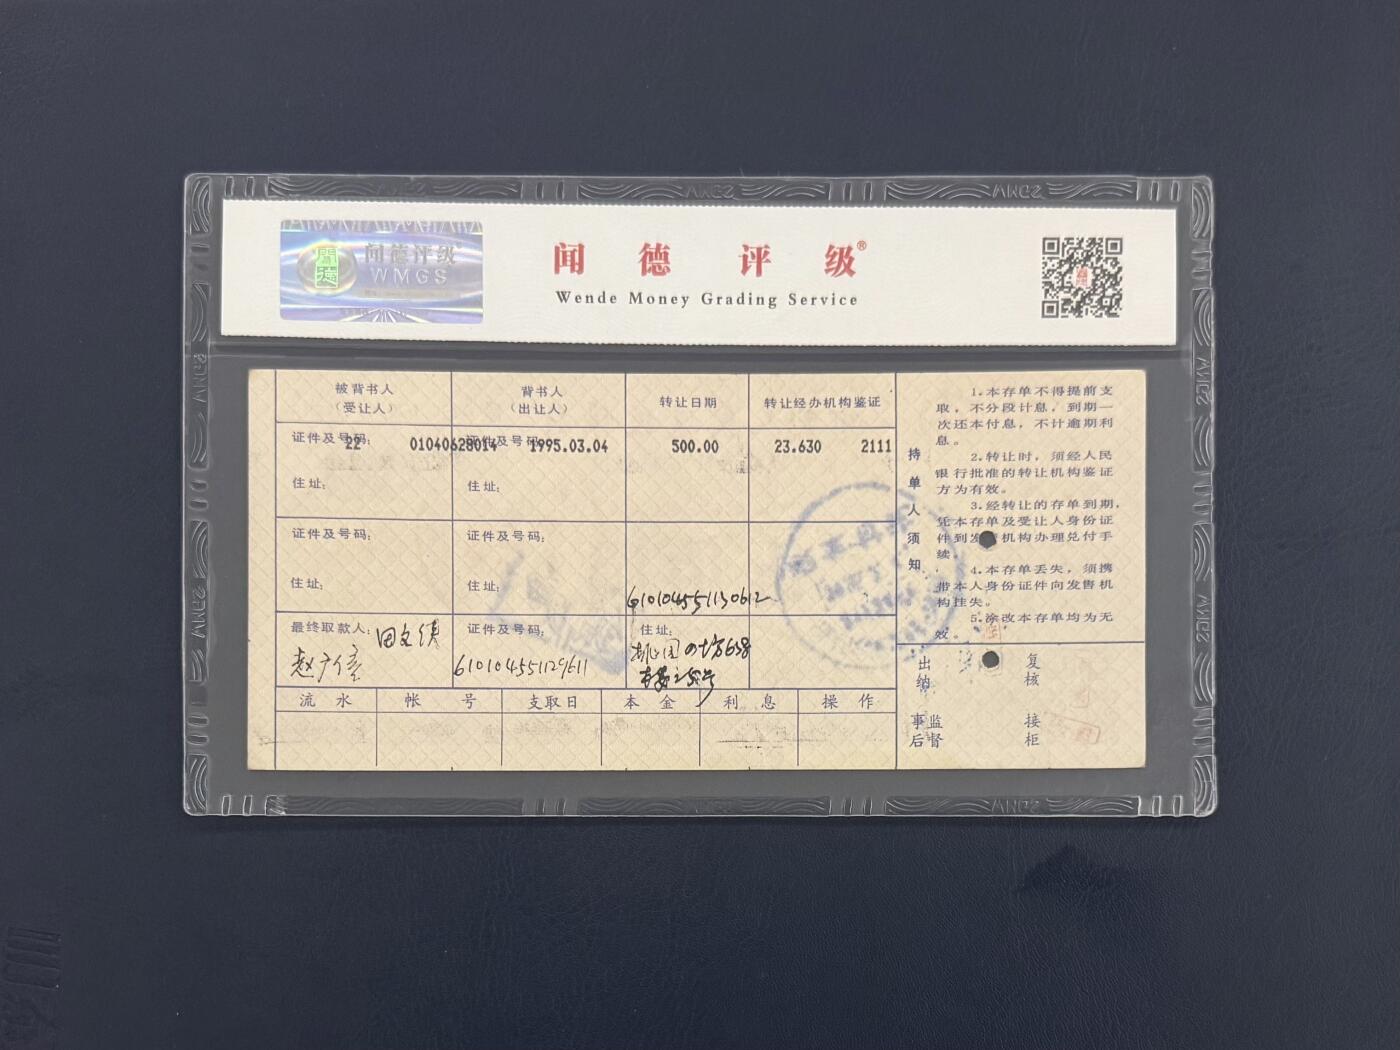 闻德评级
WMGS
闻德评级®
Wende Money Grading Service
被背书人
（受让人）
背书人
（出让人）
转让日期
转让经办机构鉴证
证件及号码：
22
01040628014
证件及号码：
1995.03.04
500.00
23.630
2111
住址：
住址：
证件及号码：
证件及号码：
住址：
住址：
610104551130612
最终取款人：
赵广信
证件及号码：
610104551129611
住址：
流水
帐号
支取日
本金
利息
操作
持单人须知
1.本存单不得提前支
取，不分段计息，到期一
次还本付息，不计逾期利
息。
2.转让时，须经人民
银行批准的转让机构鉴证
方为有效。
3.经转让的存单到期，
凭本存单及受让人身份证
件到发售机构办理兑付手
续。
4.本存单丢失，须携
带本人身份证件向发售机
构挂失。
5.涂改本存单均为无
效。
出纳
复核
事后监督
接柜